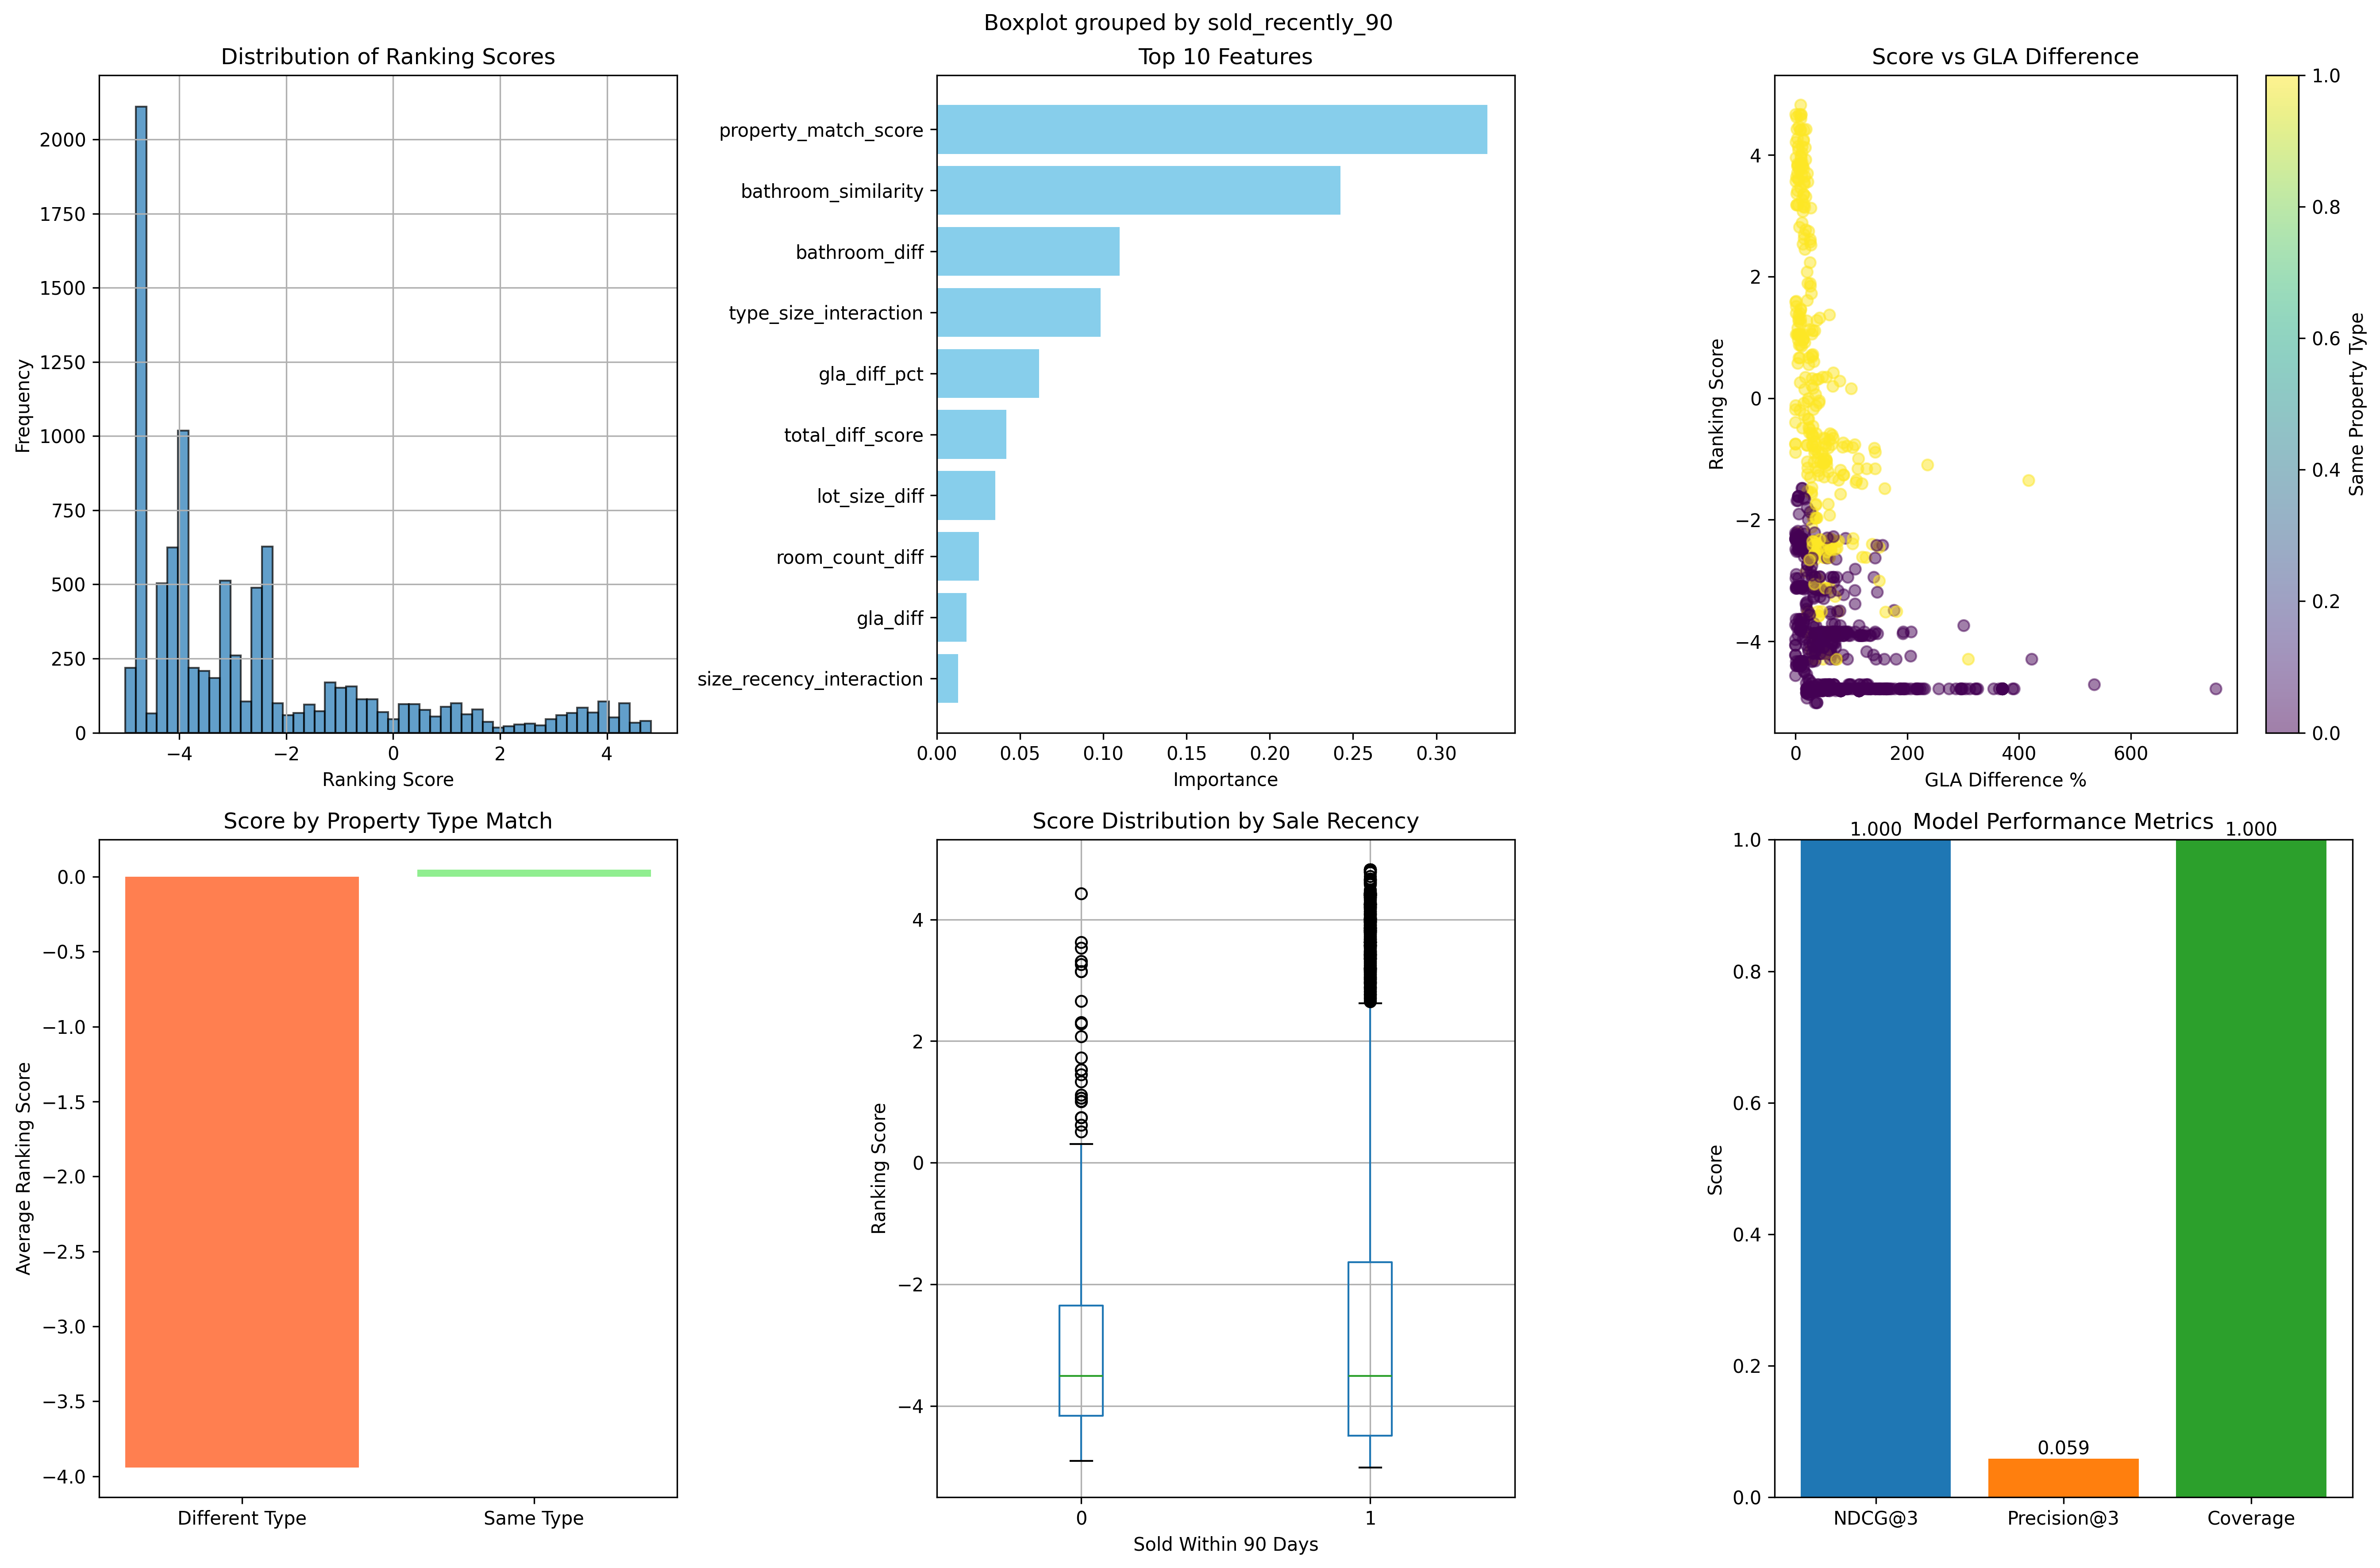 Boxplot grouped by sold_recently_90
Distribution of Ranking Scores
Frequency
2000
1750
1500
1250
1000
750
500
250
0
−4
−2
0
2
4
Ranking Score
Top 10 Features
property_match_score
bathroom_similarity
bathroom_diff
type_size_interaction
gla_diff_pct
total_diff_score
lot_size_diff
room_count_diff
gla_diff
size_recency_interaction
0.00
0.05
0.10
0.15
0.20
0.25
0.30
Importance
Score vs GLA Difference
Ranking Score
4
2
0
−2
−4
0
200
400
600
GLA Difference %
1.0
0.8
0.6
0.4
0.2
0.0
Same Property Type
Score by Property Type Match
Average Ranking Score
0.0
−0.5
−1.0
−1.5
−2.0
−2.5
−3.0
−3.5
−4.0
Different Type
Same Type
Score Distribution by Sale Recency
Ranking Score
4
2
0
−2
−4
0
1
Sold Within 90 Days
Model Performance Metrics
1.000
0.059
1.000
Score
1.0
0.8
0.6
0.4
0.2
0.0
NDCG@3
Precision@3
Coverage